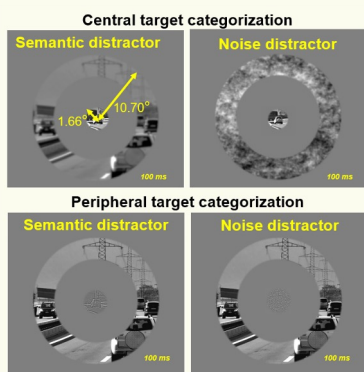 Central target categorization
Semantic distractor
Noise distractor
1.66°
10.70°
100 ms
100 ms
Peripheral target categorization
Semantic distractor
Noise distractor
100 ms
100 ms